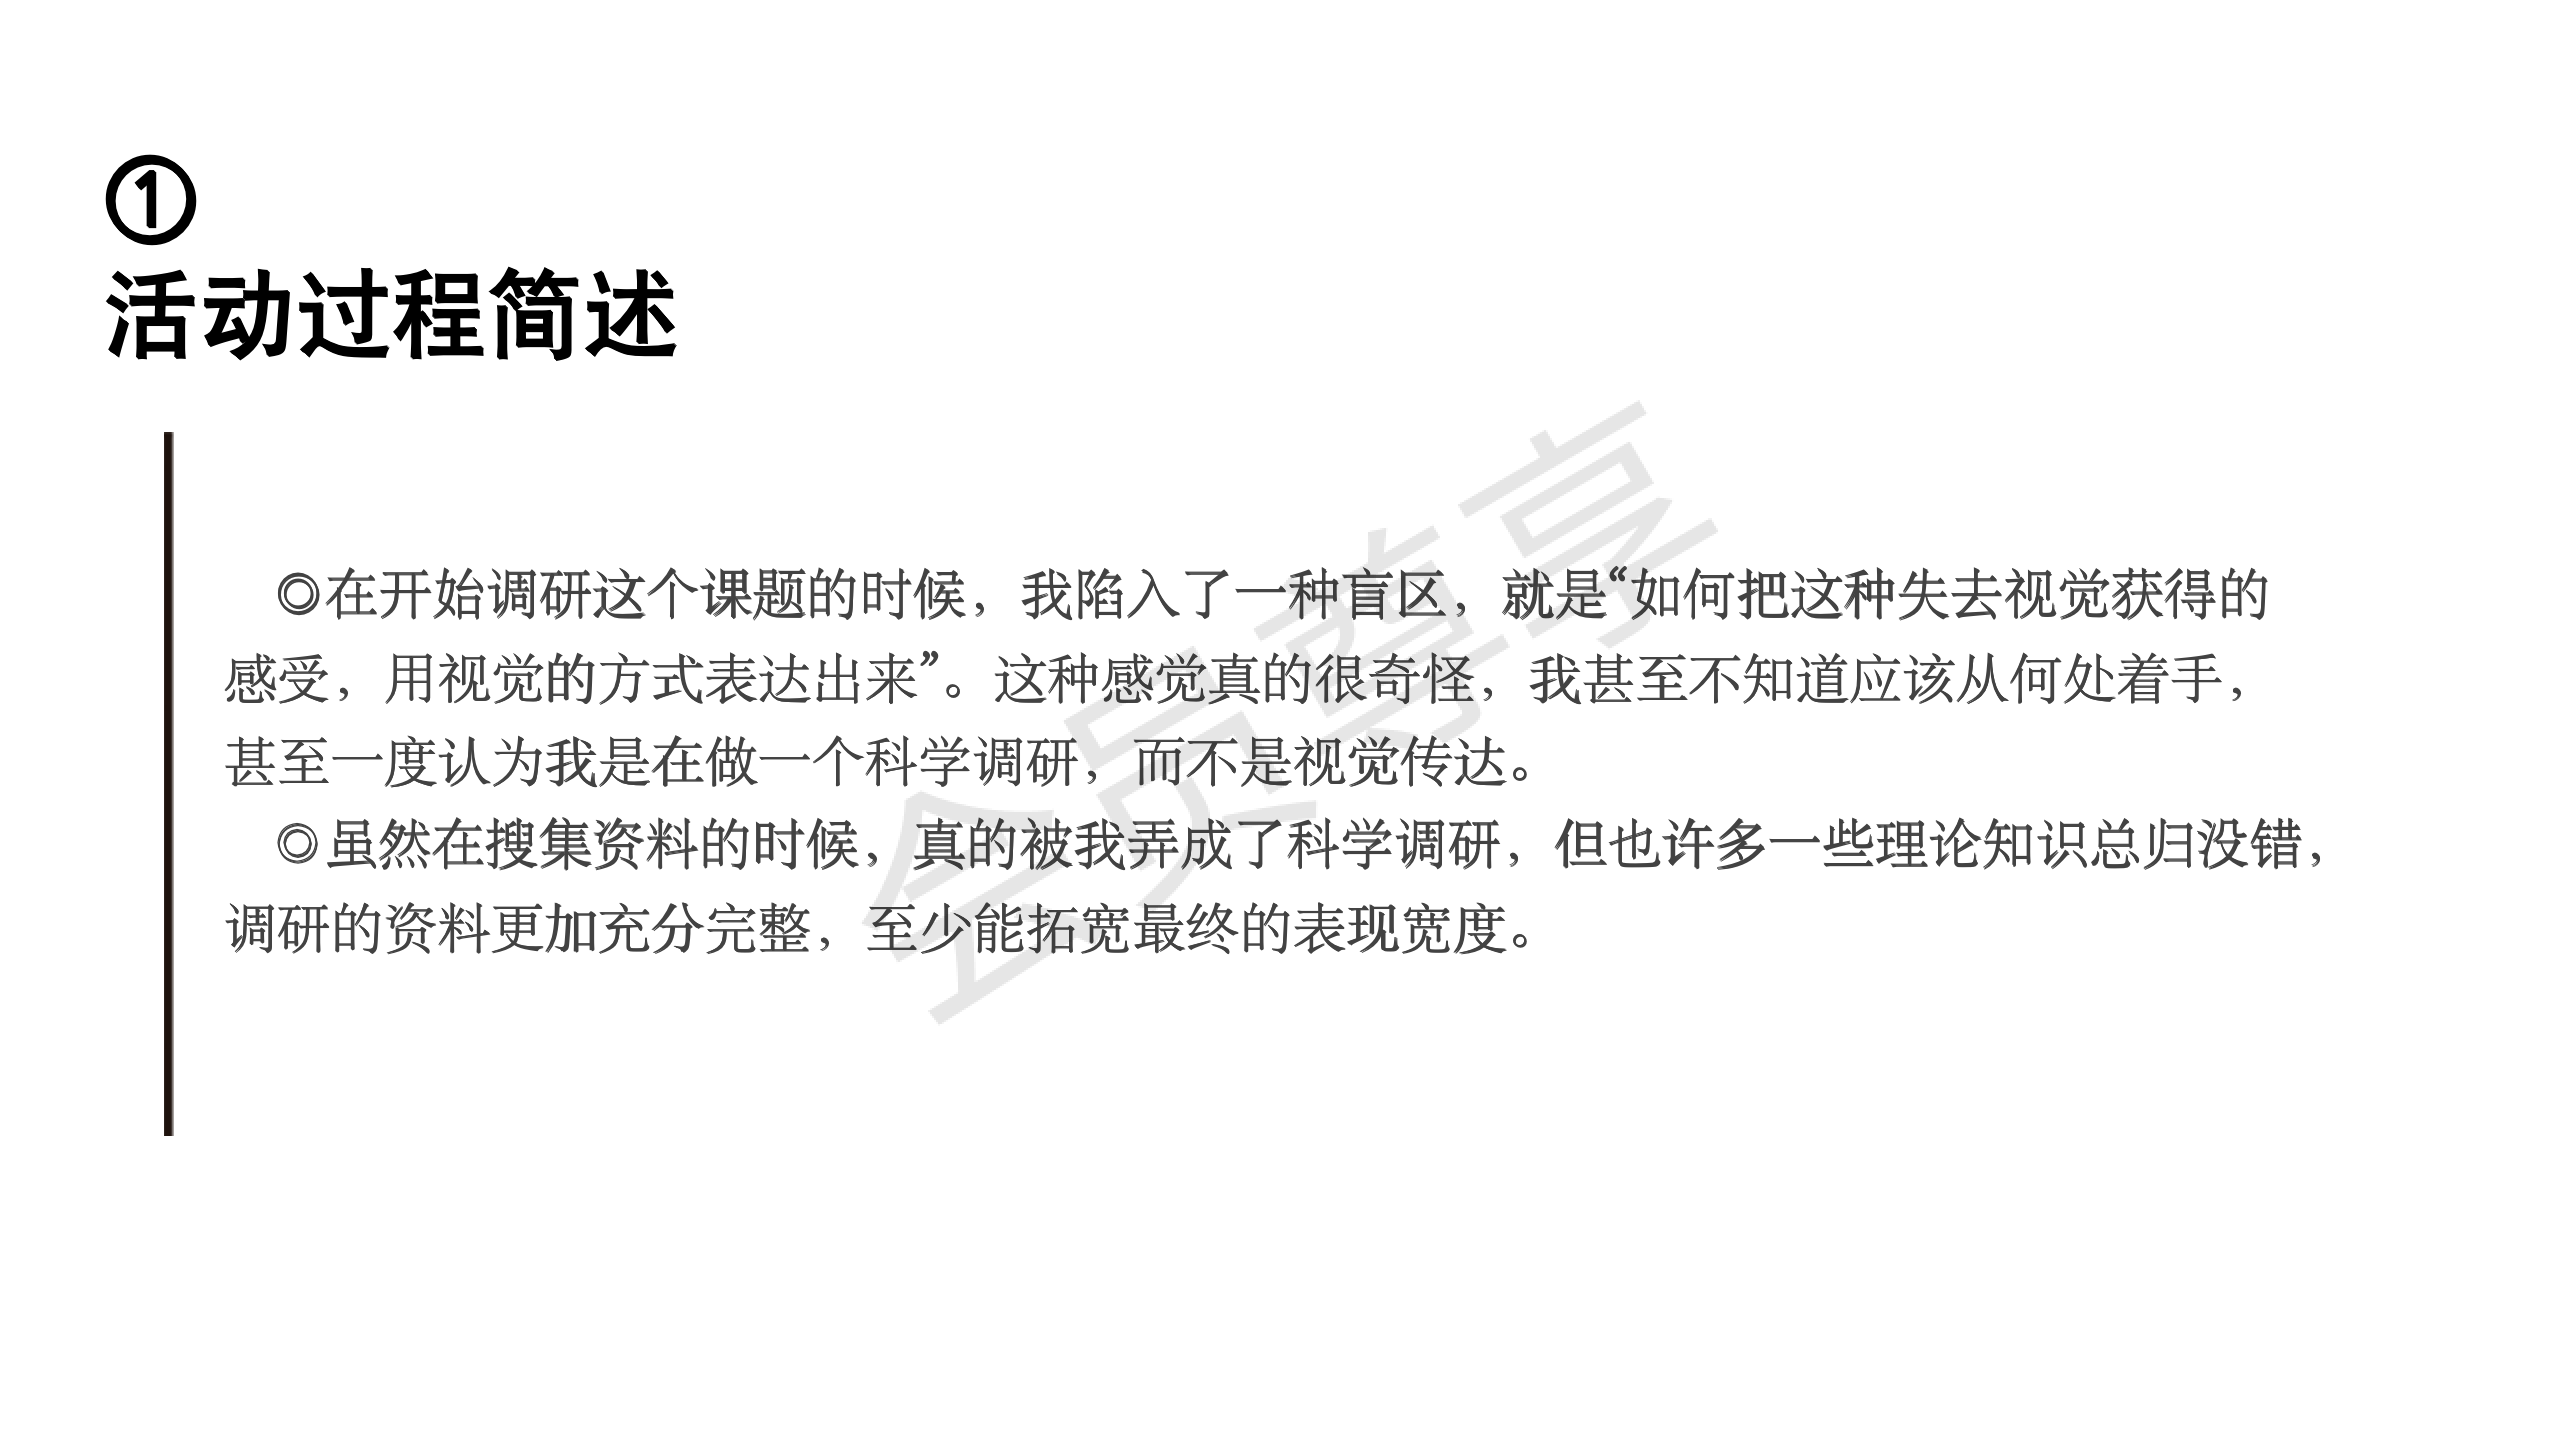 ①
活动过程简述
◎在开始调研这个课题的时候，我陷入了一种盲区，就是“如何把这种失去视觉获得的
感受，用视觉的方式表达出来”。这种感觉真的很奇怪，我甚至不知道应该从何处着手，
甚至一度认为我是在做一个科学调研，而不是视觉传达。
◎虽然在搜集资料的时候，真的被我弄成了科学调研，但也许多一些理论知识总归没错，
调研的资料更加充分完整，至少能拓宽最终的表现宽度。
会员尊享